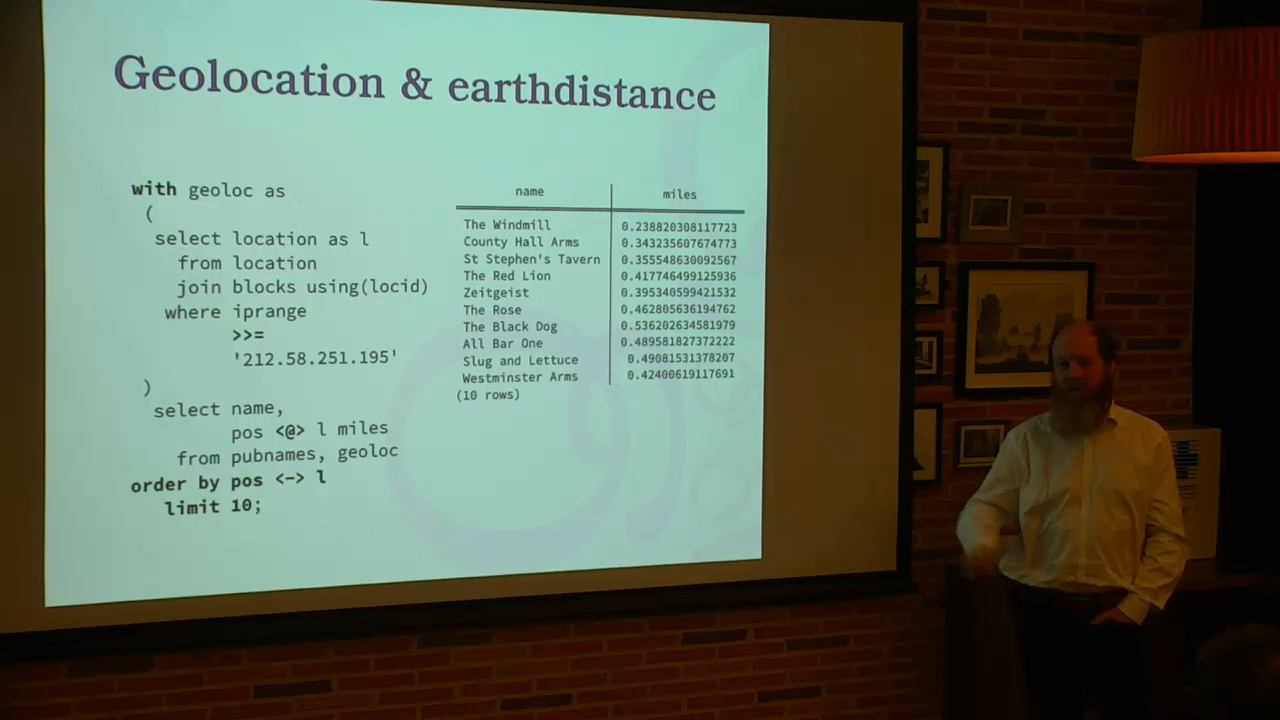 Geolocation & earthdistance
with geoloc as
(
select location as l
from location
join blocks using(locid)
where iprange
>>=
'212.58.251.195'
)
select name,
pos <@> l miles
from pubnames, geoloc
order by pos <-> l
limit 10;
name miles
The Windmill 0.238820308117723
County Hall Arms 0.343235607674773
St Stephen's Tavern 0.355548630092567
The Red Lion 0.417746499125936
Zeitgeist 0.395340599421532
The Rose 0.462805636194762
The Black Dog 0.536202634581979
All Bar One 0.489581827372222
Slug and Lettuce 0.49081531378207
Westminster Arms 0.42400619117691
(10 rows)